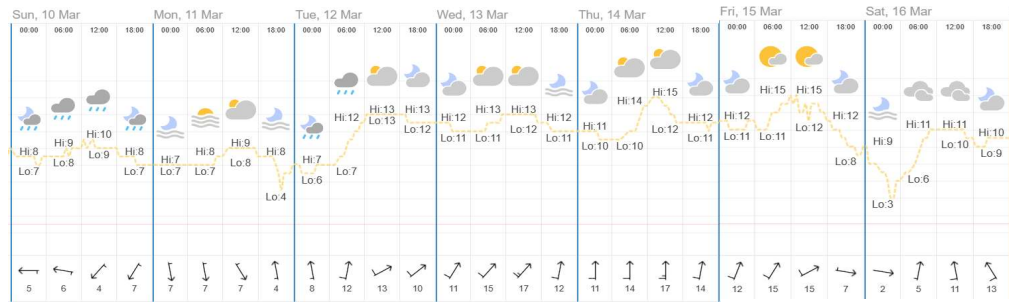 Sun, 10 Mar Mon, 11 Mar Tue, 12 Mar Wed, 13 Mar Thu, 14 Mar Fri, 15 Mar Sat, 16 Mar
00:00 06:00 12:00 18:00 00:00 06:00 12:00 18:00 00:00 06:00 12:00 18:00 00:00 06:00 12:00 18:00 00:00 06:00 12:00 18:00 00:00 06:00 12:00 18:00 00:00 06:00 12:00 18:00
Hi:8 Hi:9 Hi:10 Hi:8 Hi:7 Hi:8 Hi:9 Hi:8 Hi:7 Hi:12 Hi:13 Hi:13 Hi:12 Hi:13 Hi:13 Hi:12 Hi:11 Hi:14 Hi:15 Hi:12 Hi:12 Hi:15 Hi:15 Hi:12 Hi:9 Hi:11 Hi:11 Hi:10
Lo:7 Lo:8 Lo:9 Lo:7 Lo:7 Lo:7 Lo:8 Lo:4 Lo:6 Lo:7 Lo:13 Lo:12 Lo:11 Lo:11 Lo:12 Lo:11 Lo:10 Lo:10 Lo:12 Lo:11 Lo:11 Lo:11 Lo:12 Lo:8 Lo:3 Lo:6 Lo:10 Lo:9
5 6 4 7 7 7 7 4 8 12 13 10 11 15 17 12 11 14 17 14 12 15 15 7 2 5 11 13